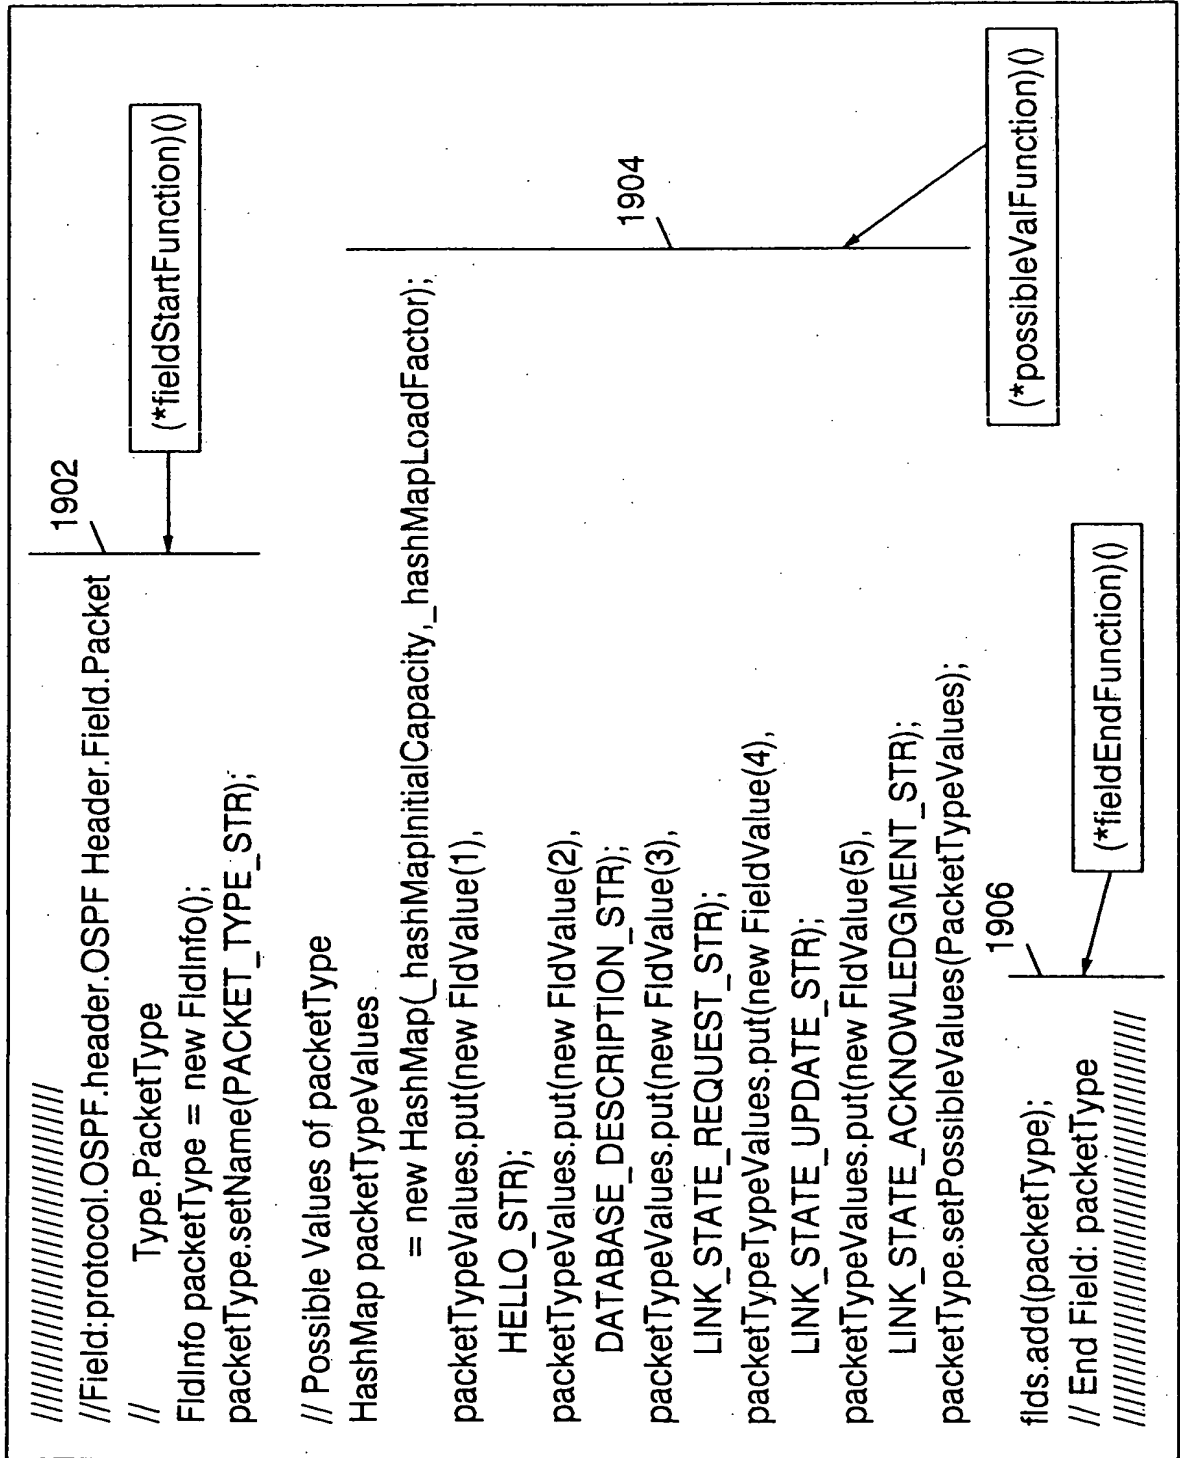 //////////////////////////////
//Field:protocol.OSPF.header.OSPF Header.Field.Packet
// Type.PacketType
FldInfo packetType = new FldInfo();
packetType.setName(PACKET_TYPE_STR);
1902
(*fieldStartFunction)()
// Possible Values of packetType
HashMap packetTypeValues
= new HashMap(_hashMapInitialCapacity,_hashMapLoadFactor);
packetTypeValues.put(new FldValue(1),
HELLO_STR);
packetTypeValues.put(new FldValue(2),
DATABASE_DESCRIPTION_STR);
packetTypeValues.put(new FldValue(3),
LINK_STATE_REQUEST_STR);
packetTypeTypeValues.put(new FieldValue(4),
LINK_STATE_UPDATE_STR);
packetTypeValues.put(new FldValue(5),
LINK_STATE_ACKNOWLEDGMENT_STR);
packetType.setPossibleValues(PacketTypeValues);
1904
(*possibleValFunction)()
flds.add(packetType);
// End Field: packetType
//////////////////////////////////////
1906
(*fieldEndFunction)()